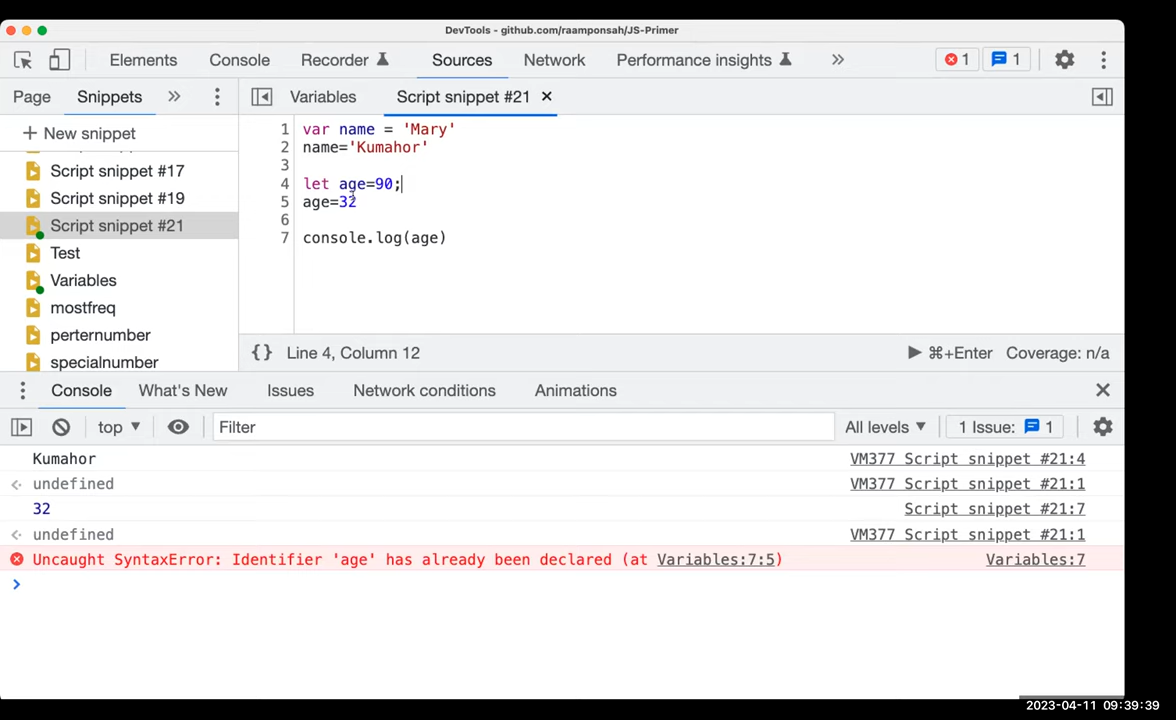 DevTools - github.com/raamponsah/JS-Primer
Elements Console Recorder Sources Network Performance insights » 1 1
Page Snippets » Variables Script snippet #21 ×
+ New snippet
Script snippet #17
Script snippet #19
Script snippet #21
Test
Variables
mostfreq
perternumber
specialnumber
1 var name = 'Mary'
2 name='Kumahor'
3
4 let age=90;
5 age=32
6
7 console.log(age)
{} Line 4, Column 12 ⌘+Enter Coverage: n/a
Console What's New Issues Network conditions Animations
top ▼ Filter All levels ▼ 1 Issue: 1
Kumahor VM377 Script snippet #21:4
undefined VM377 Script snippet #21:1
32 Script snippet #21:7
undefined VM377 Script snippet #21:1
Uncaught SyntaxError: Identifier 'age' has already been declared (at Variables:7:5) Variables:7
>
2023-04-11 09:39:39